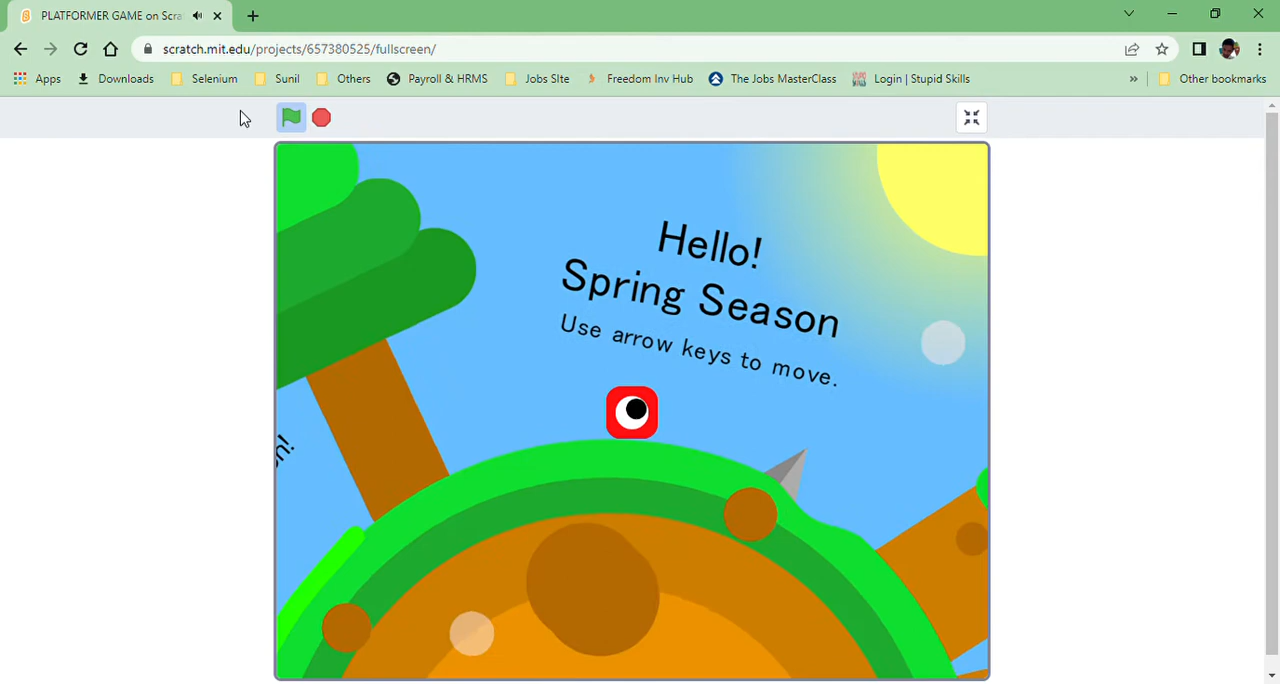 PLATFORMER GAME on Scra
scratch.mit.edu/projects/657380525/fullscreen/
Apps Downloads Selenium Sunil Others Payroll & HRMS Jobs SIte Freedom Inv Hub The Jobs MasterClass Login | Stupid Skills » Other bookmarks
Hello!
Spring Season
Use arrow keys to move.